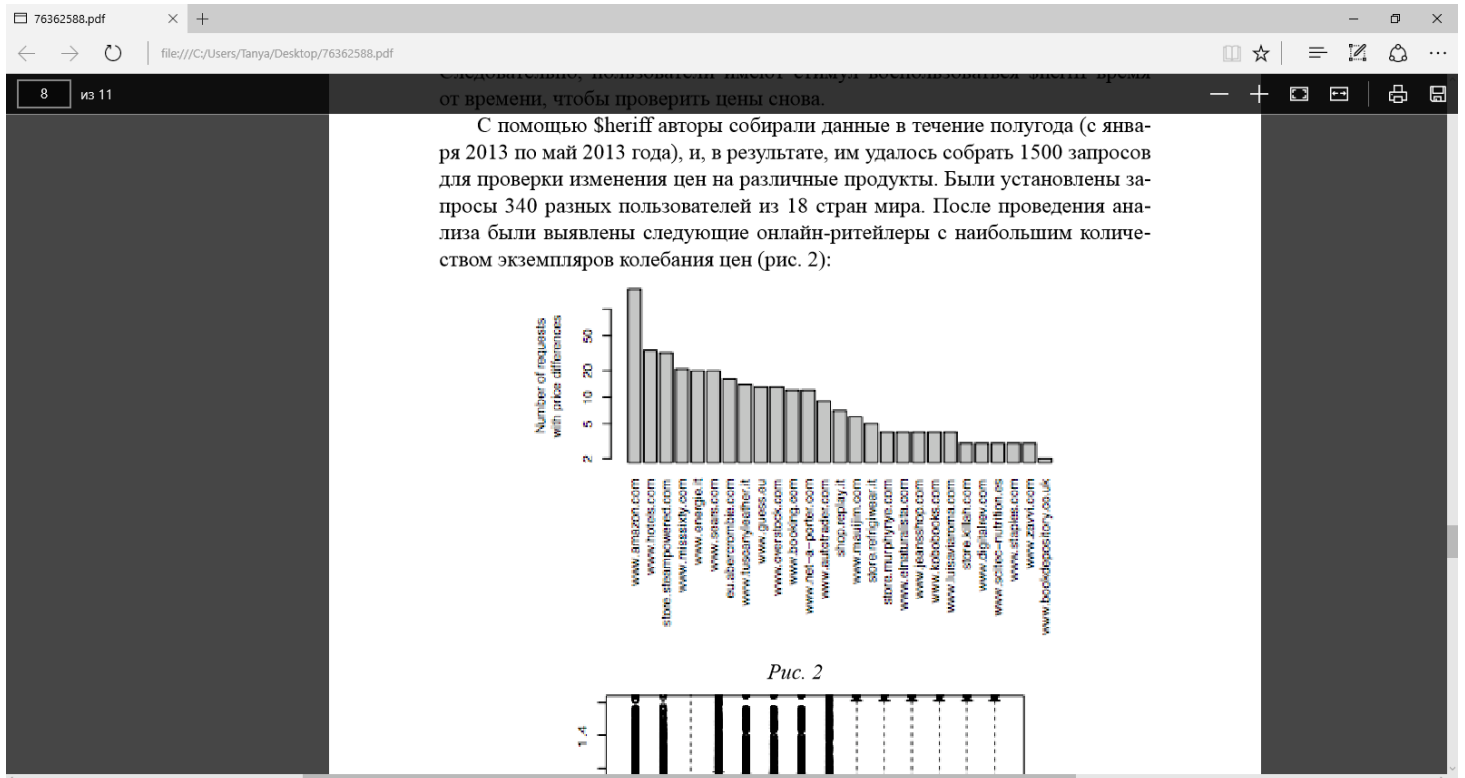 76362588.pdf
file:///C:/Users/Tanya/Desktop/76362588.pdf
Следовательно, пользователи имеют стимул воспользоваться $heriff время
8 из 11
от времени, чтобы проверить цены снова.
С помощью $heriff авторы собирали данные в течение полугода (с янва-
ря 2013 по май 2013 года), и, в результате, им удалось собрать 1500 запросов
для проверки изменения цен на различные продукты. Были установлены за-
просы 340 разных пользователей из 18 стран мира. После проведения ана-
лиза были выявлены следующие онлайн-ритейлеры с наибольшим количе-
ством экземпляров колебания цен (рис. 2):
Number of requests
with price differences
50
20
10
5
2
www.amazon.com
www.hotels.com
store.steampowered.com
www.misssixty.com
www.energie.it
www.sears.com
eu.abercrombie.com
www.tuscanyleather.it
www.guess.eu
www.overstock.com
www.booking.com
www.net-a-porter.com
www.autotrader.com
shop.replay.it
www.mauijim.com
store.refrigiwear.it
store.murphynye.com
www.elnaturalista.com
www.jeansshop.com
www.kobobooks.com
www.luisaviaroma.com
store.killah.com
www.digitalrev.com
www.scitec-nutrition.es
www.staples.com
www.zavvi.com
www.bookdepository.co.uk
Рис. 2
1.4